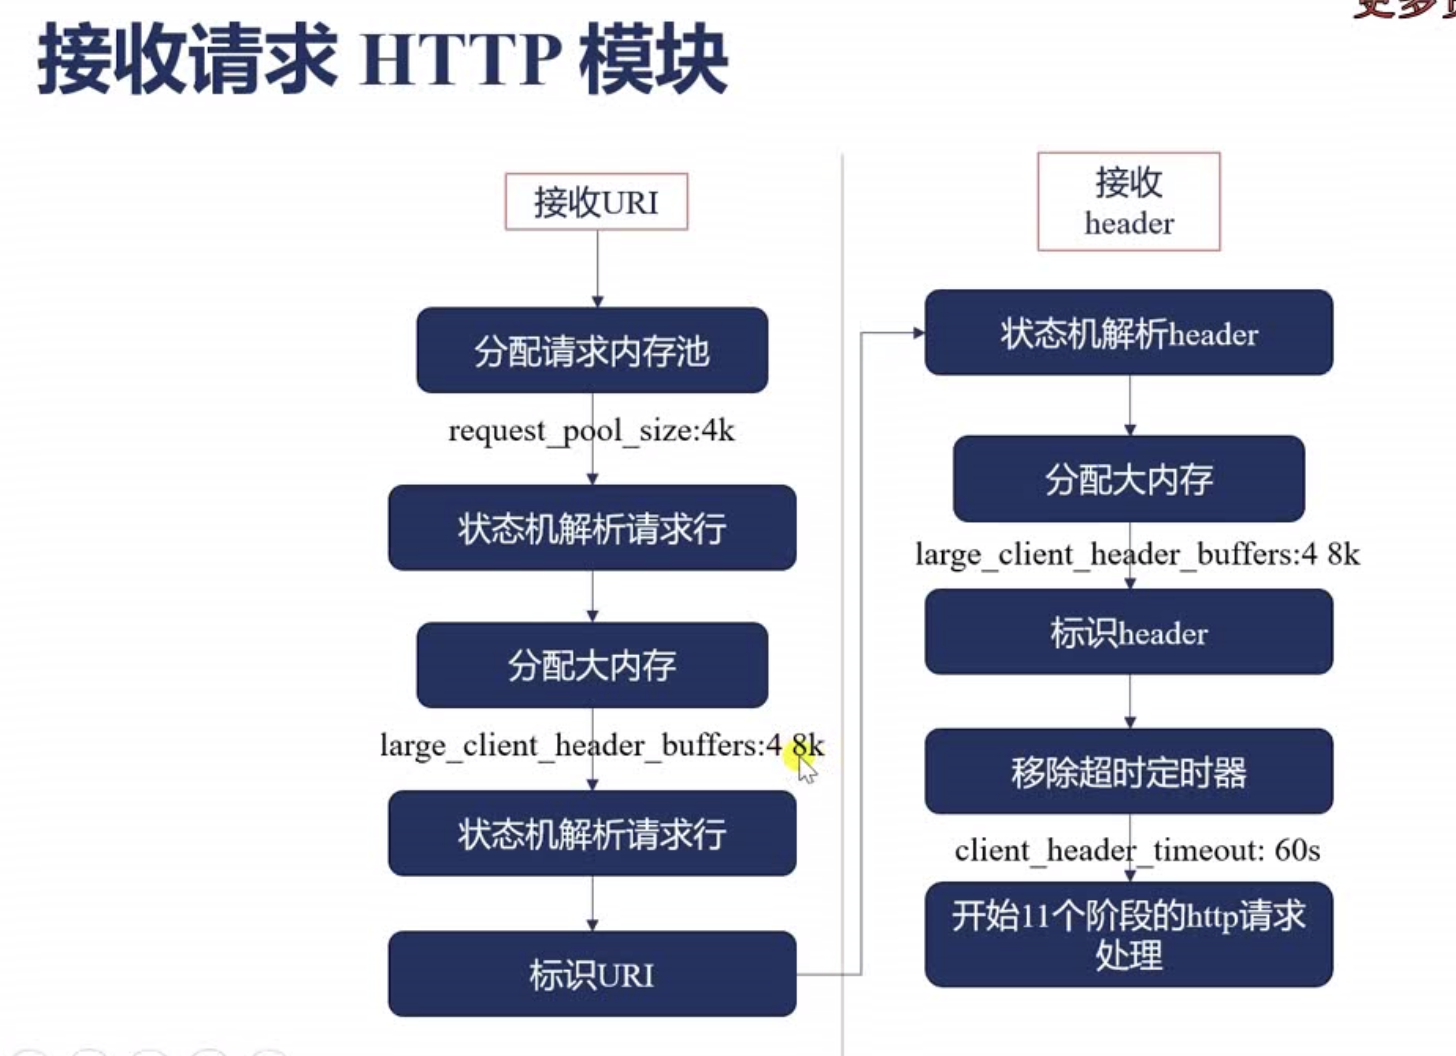 接收请求 HTTP 模块
接收URI
分配请求内存池
request_pool_size:4k
状态机解析请求行
分配大内存
large_client_header_buffers:4 8k
状态机解析请求行
标识URI
接收
header
状态机解析header
分配大内存
large_client_header_buffers:4 8k
标识header
移除超时定时器
client_header_timeout: 60s
开始11个阶段的http请求
处理